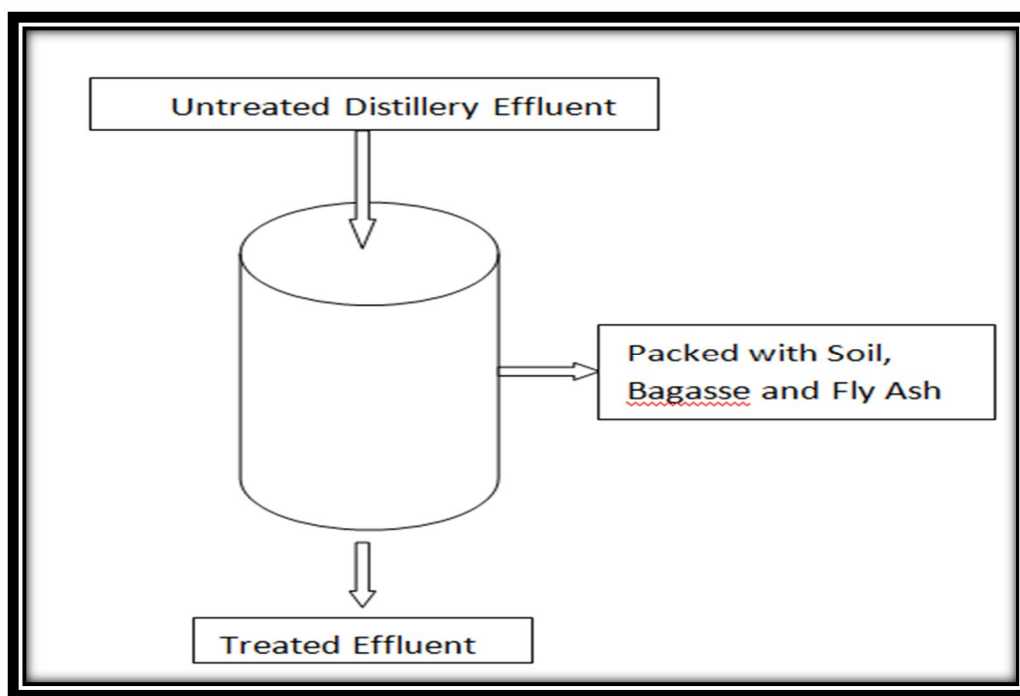 Untreated Distillery Effluent
Packed with Soil,
Bagasse and Fly Ash
Treated Effluent